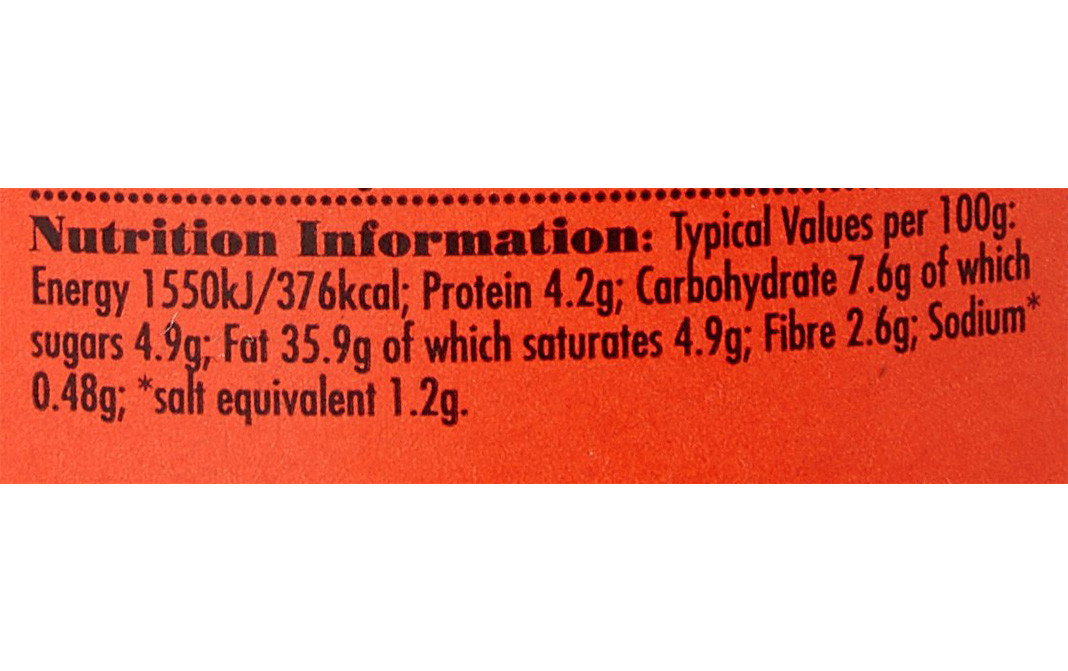 Nutrition Information: Typical Values per 100g:
Energy 1550kJ/376kcal; Protein 4.2g; Carbohydrate 7.6g of which
sugars 4.9g; Fat 35.9g of which saturates 4.9g; Fibre 2.6g; Sodium*
0.48g; *salt equivalent 1.2g.